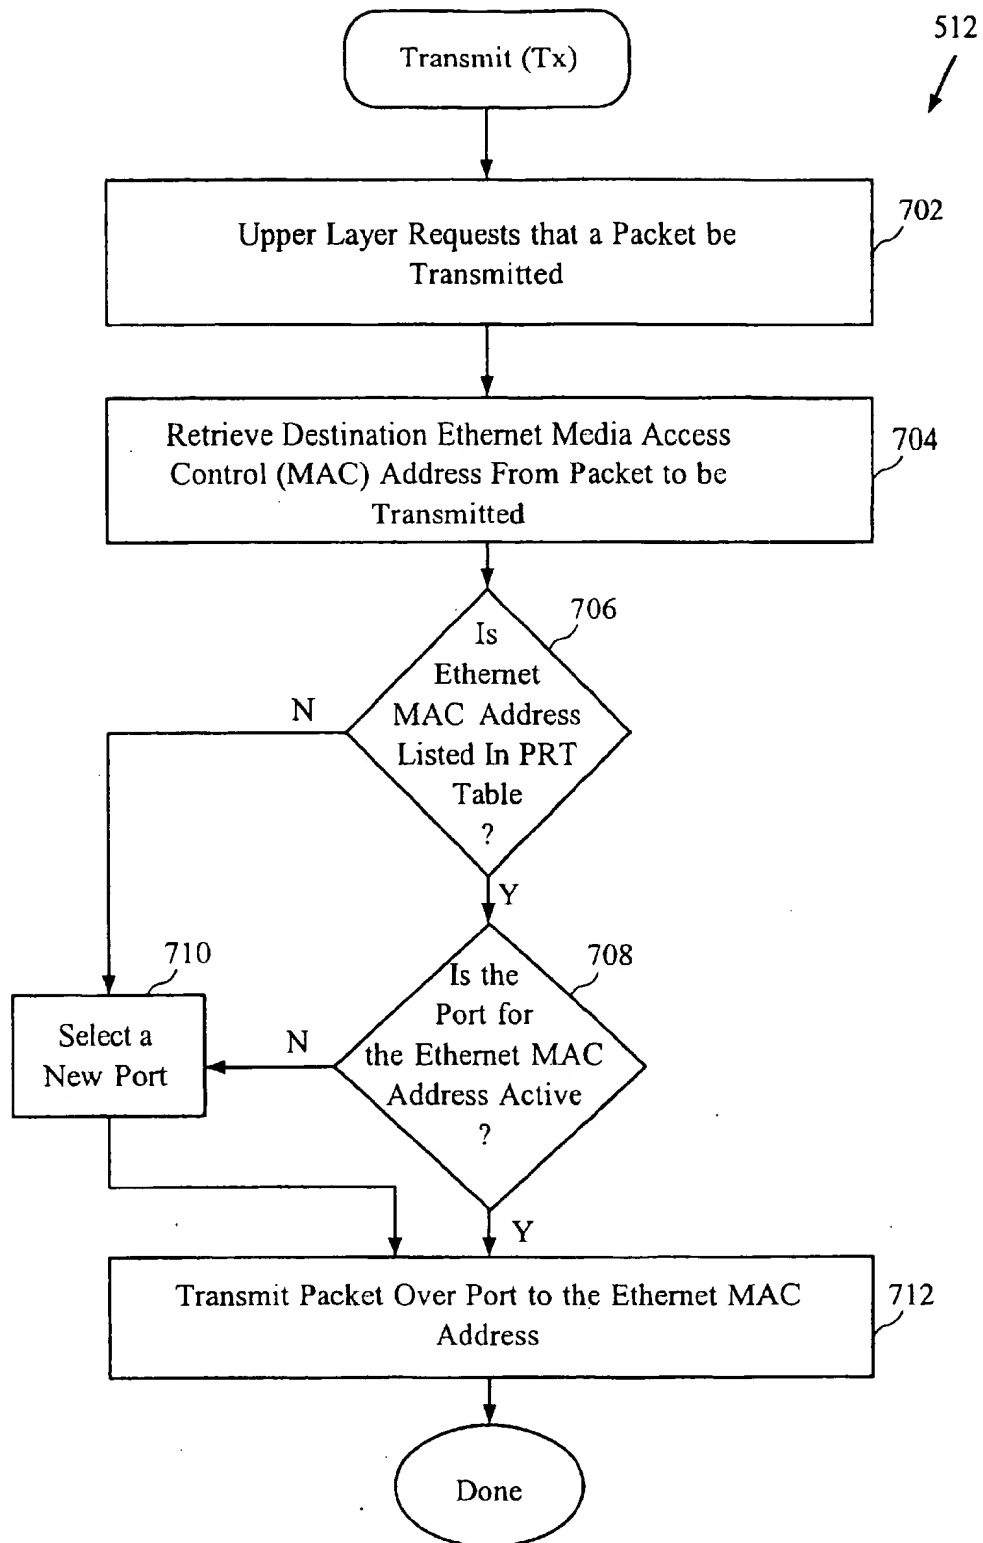 512
Transmit (Tx)
702
Upper Layer Requests that a Packet be
Transmitted
704
Retrieve Destination Ethernet Media Access
Control (MAC) Address From Packet to be
Transmitted
706
Is
Ethernet
MAC Address
Listed In PRT
Table
?
N
Y
708
Is the
Port for
the Ethernet MAC
Address Active
?
N
710
Select a
New Port
Y
712
Transmit Packet Over Port to the Ethernet MAC
Address
Done